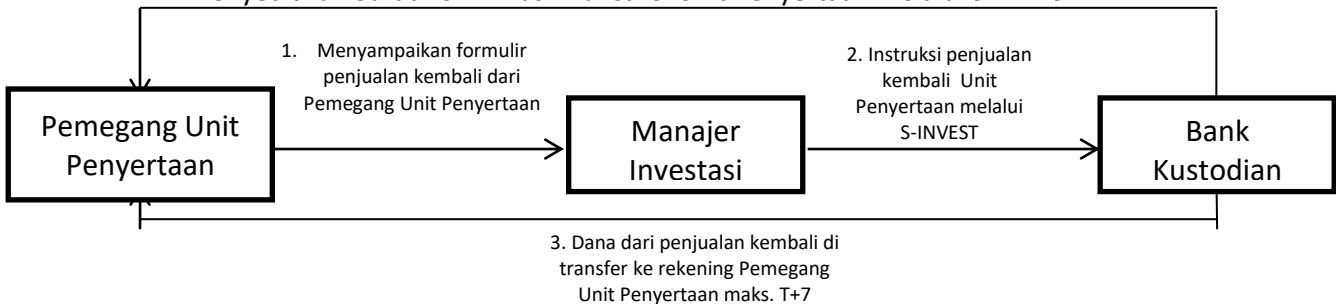 1. Menyampaikan formulir
penjualan kembali dari
Pemegang Unit Penyertaan
2. Instruksi penjualan
kembali Unit
Penyertaan melalui
S-INVEST
Pemegang Unit
Penyertaan
Manajer
Investasi
Bank
Kustodian
3. Dana dari penjualan kembali di
transfer ke rekening Pemegang
Unit Penyertaan maks. T+7